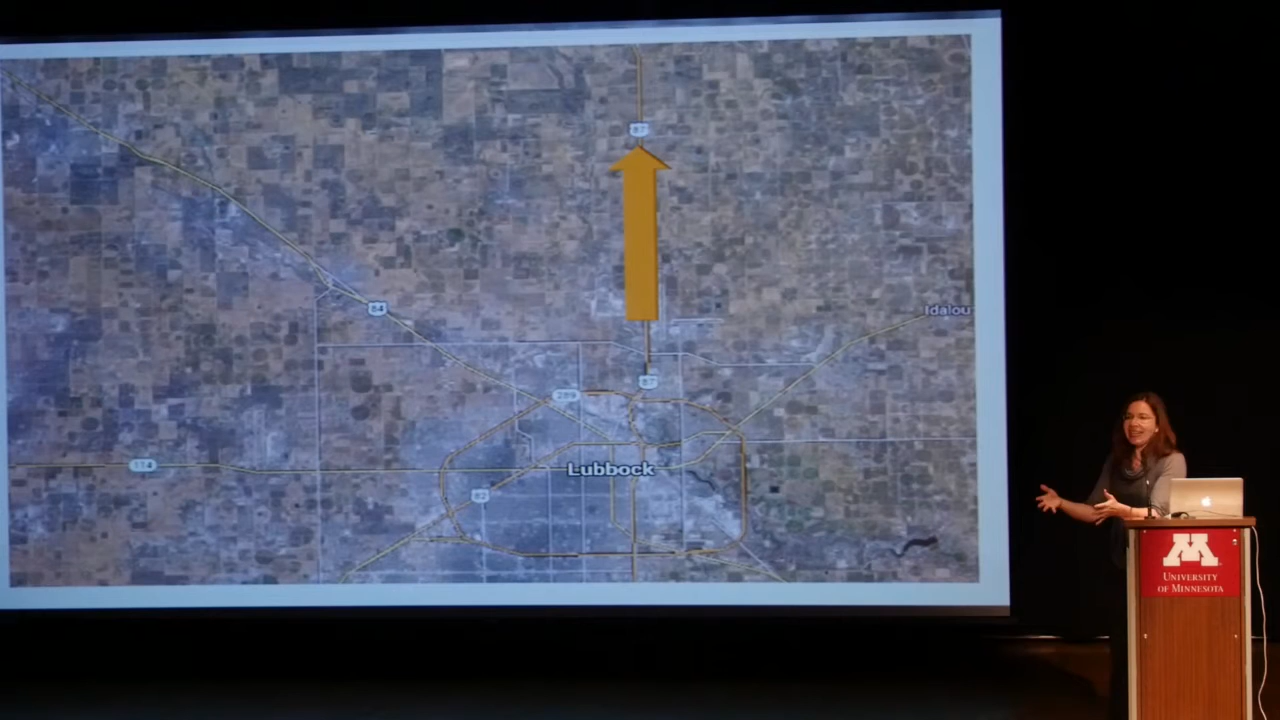 87
84
Idalou
87
289
114
Lubbock
82
M
UNIVERSITY
OF MINNESOTA